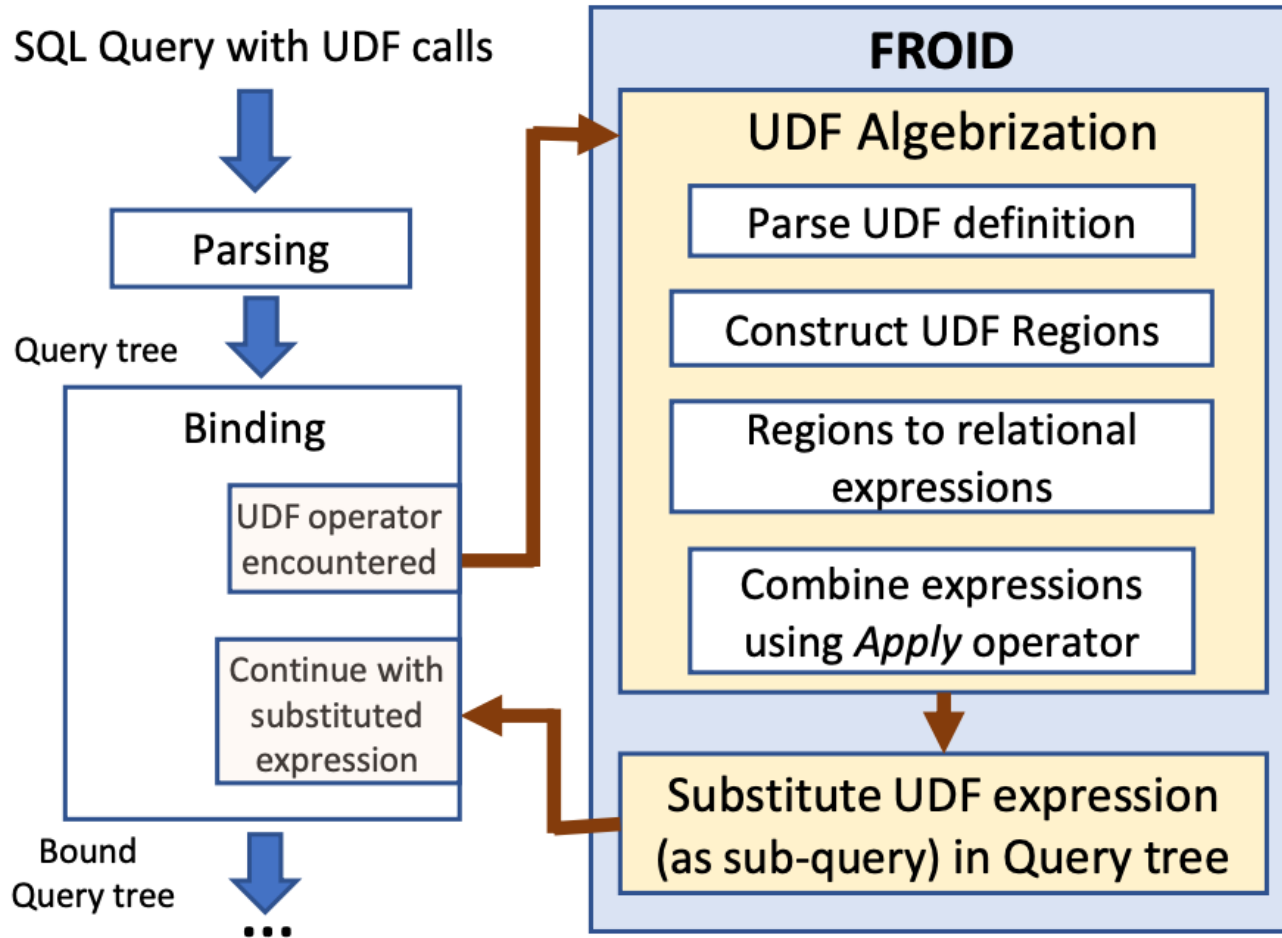 SQL Query with UDF calls
Parsing
Query tree
Binding
UDF operator
encountered
Continue with
substituted
expression
Bound
Query tree
...
FROID
UDF Algebrization
Parse UDF definition
Construct UDF Regions
Regions to relational
expressions
Combine expressions
using Apply operator
Substitute UDF expression
(as sub-query) in Query tree